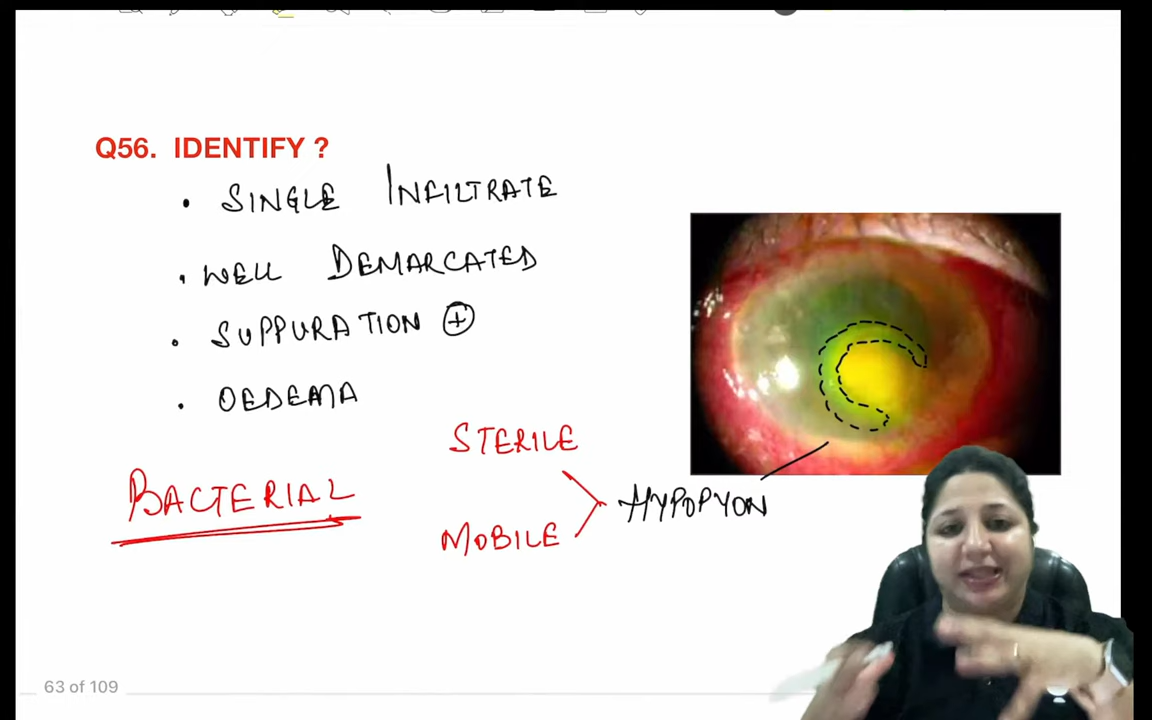 Q56. IDENTIFY ?
• SINGLE INFILTRATE
• WELL DEMARCATED
• SUPPURATION +
• OEDEMA
STERILE
BACTERIAL
HYPOPYON
MOBILE
63 of 109